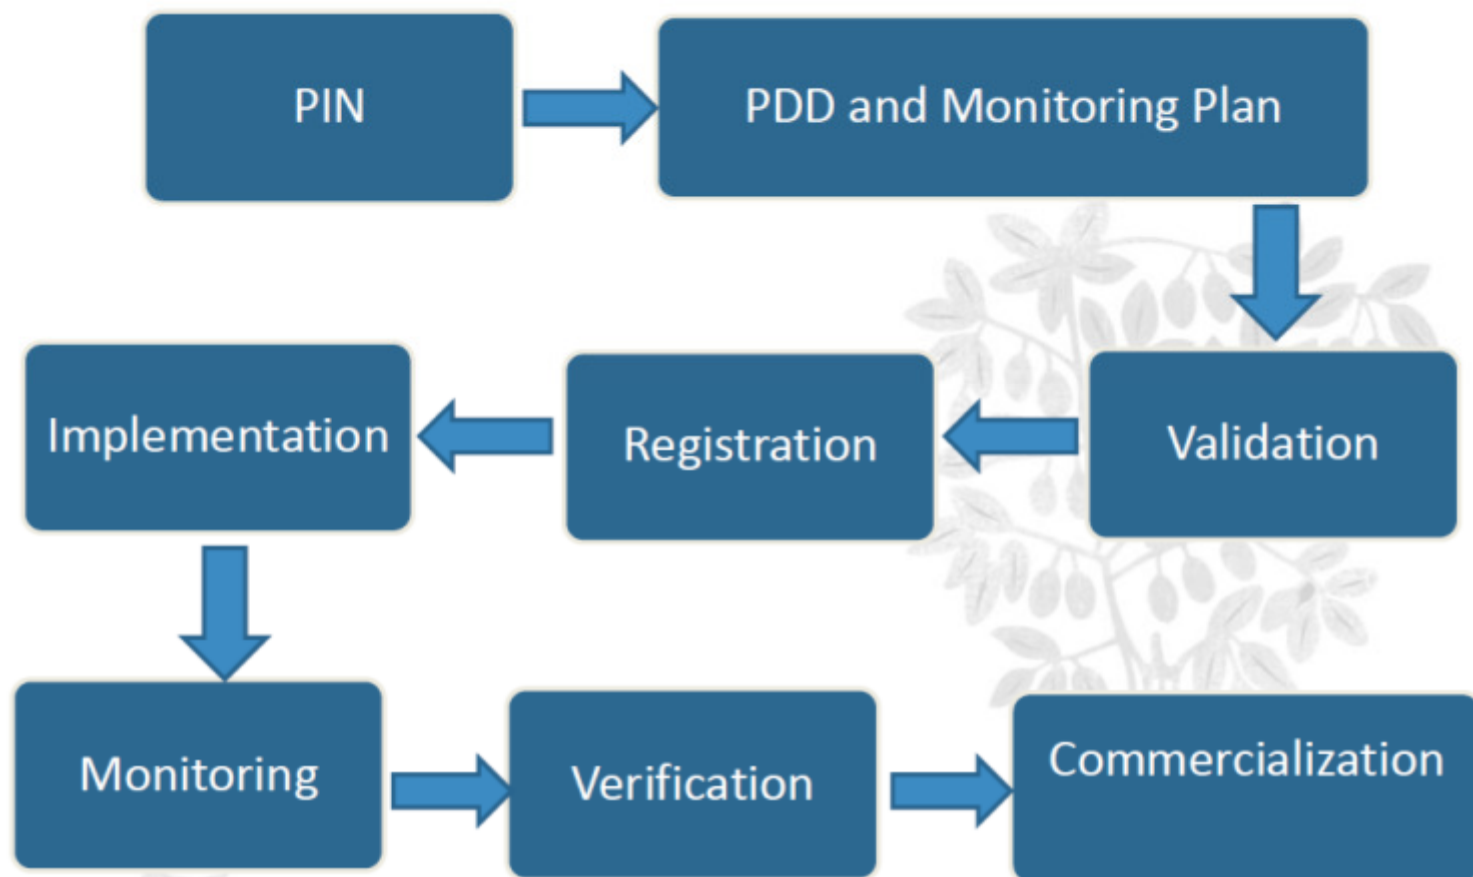 PIN
PDD and Monitoring Plan
Validation
Registration
Implementation
Monitoring
Verification
Commercialization